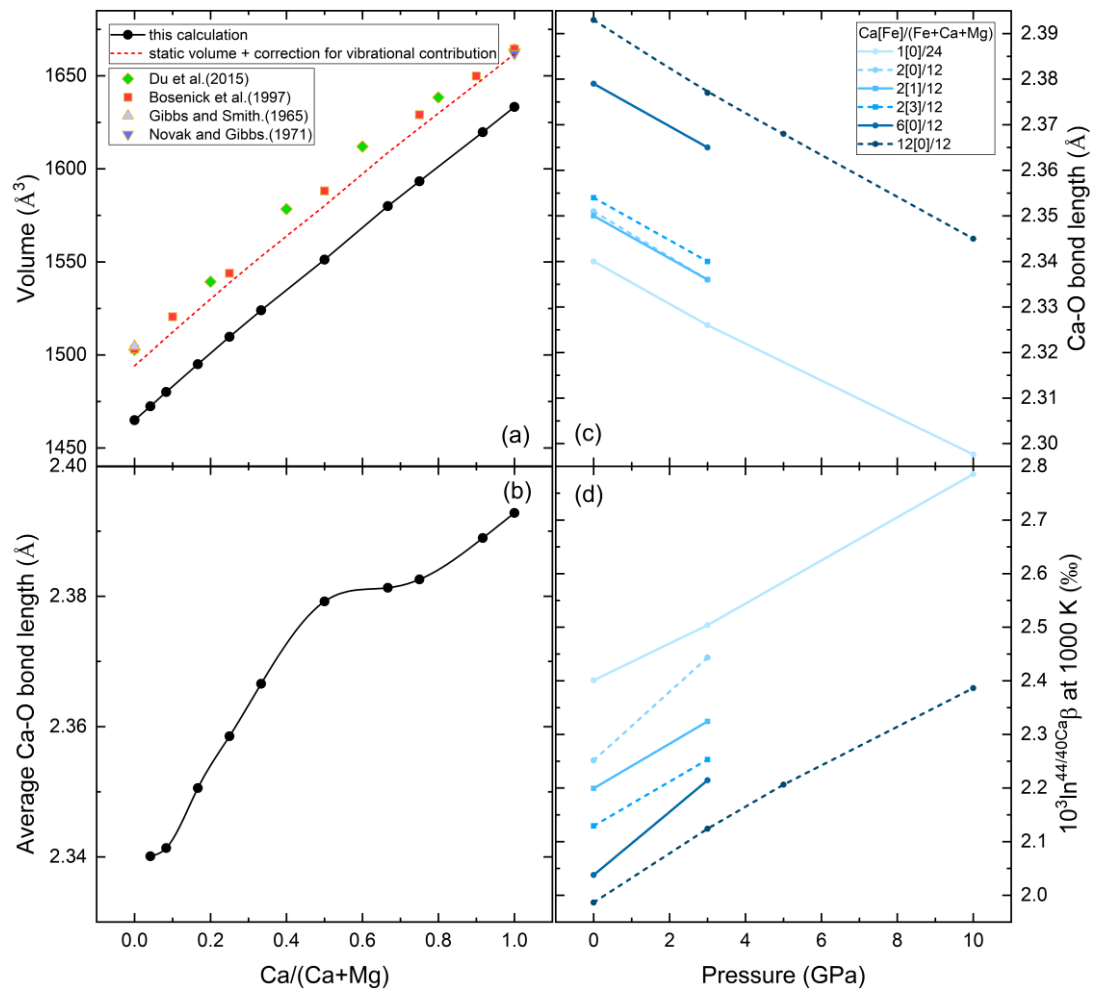 this calculation
static volume + correction for vibrational contribution
Du et al.(2015)
Bosenick et al.(1997)
Gibbs and Smith.(1965)
Novak and Gibbs.(1971)
1650
1600
1550
1500
1450
Volume (Å³)
(a)
Ca[Fe]/(Fe+Ca+Mg)
1[0]/24
2[0]/12
2[1]/12
2[3]/12
6[0]/12
12[0]/12
2.39
2.38
2.37
2.36
2.35
2.34
2.33
2.32
2.31
2.30
Ca-O bond length (Å)
(c)
2.40
2.38
2.36
2.34
Average Ca-O bond length (Å)
(b)
0.0 0.2 0.4 0.6 0.8 1.0
Ca/(Ca+Mg)
(d)
2.8
2.7
2.6
2.5
2.4
2.3
2.2
2.1
2.0
10³ln⁴⁴ᐟ⁴⁰ᶜᵃβ at 1000 K (‰)
0 2 4 6 8 10
Pressure (GPa)